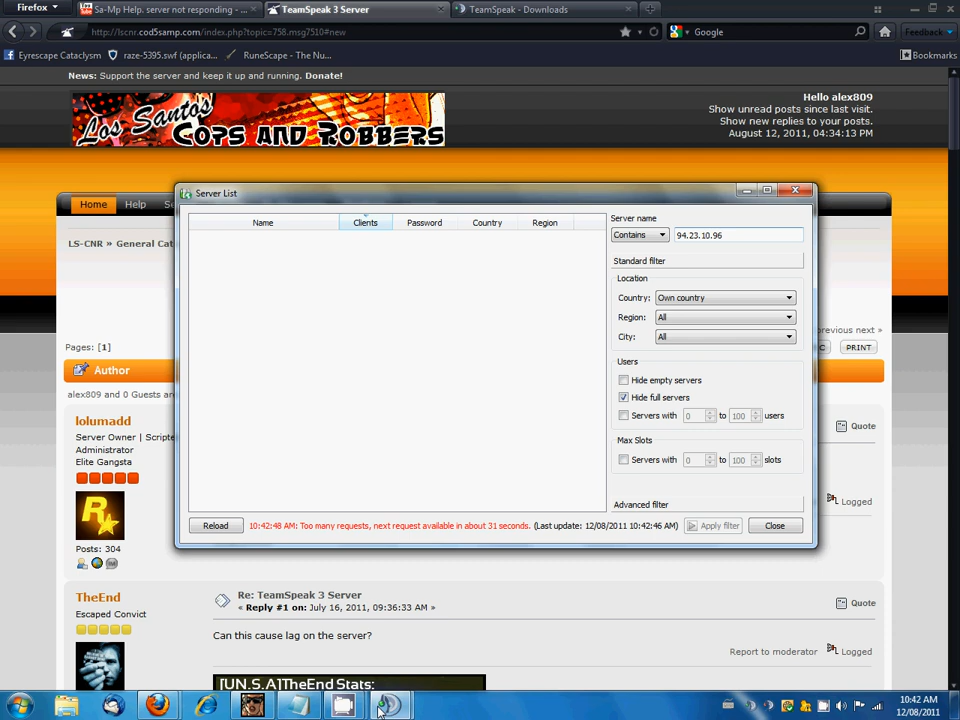 Firefox
Sa-Mp Help. server not responding - ...
TeamSpeak 3 Server
TeamSpeak - Downloads
http://lscnr.cod5samp.com/index.php?topic=758.msg7510#new
Google
Feedback
Eyrescape Cataclysm
raze-5395.swf (applica...
RuneScape - The Nu...
Bookmarks
News: Support the server and keep it up and running. Donate!
Los Santos
Cops and Robbers
Hello alex809
Show unread posts since last visit.
Show new replies to your posts.
August 12, 2011, 04:34:13 PM
Home
Help
LS-CNR » General Cat
Server List
Name
Clients
Password
Country
Region
Server name
Contains
94.23.10.96
Standard filter
Location
Country:
Own country
Region:
All
City:
All
Users
Hide empty servers
Hide full servers
Servers with
0
to
100
users
Max Slots
Servers with
0
to
100
slots
Advanced filter
Reload
10:42:48 AM: Too many requests, next request available in about 31 seconds.
(Last update: 12/08/2011 10:42:46 AM)
Apply filter
Close
previous next »
Pages: [1]
PRINT
Author
alex809 and 0 Guests are
lolumadd
Server Owner | Scripte
Administrator
Elite Gangsta
Quote
R
Logged
Posts: 304
TheEnd
Escaped Convict
Re: TeamSpeak 3 Server
« Reply #1 on: July 16, 2011, 09:36:33 AM »
Quote
Can this cause lag on the server?
Report to moderator
Logged
[UN.S.A]TheEnd Stats:
10:42 AM
12/08/2011